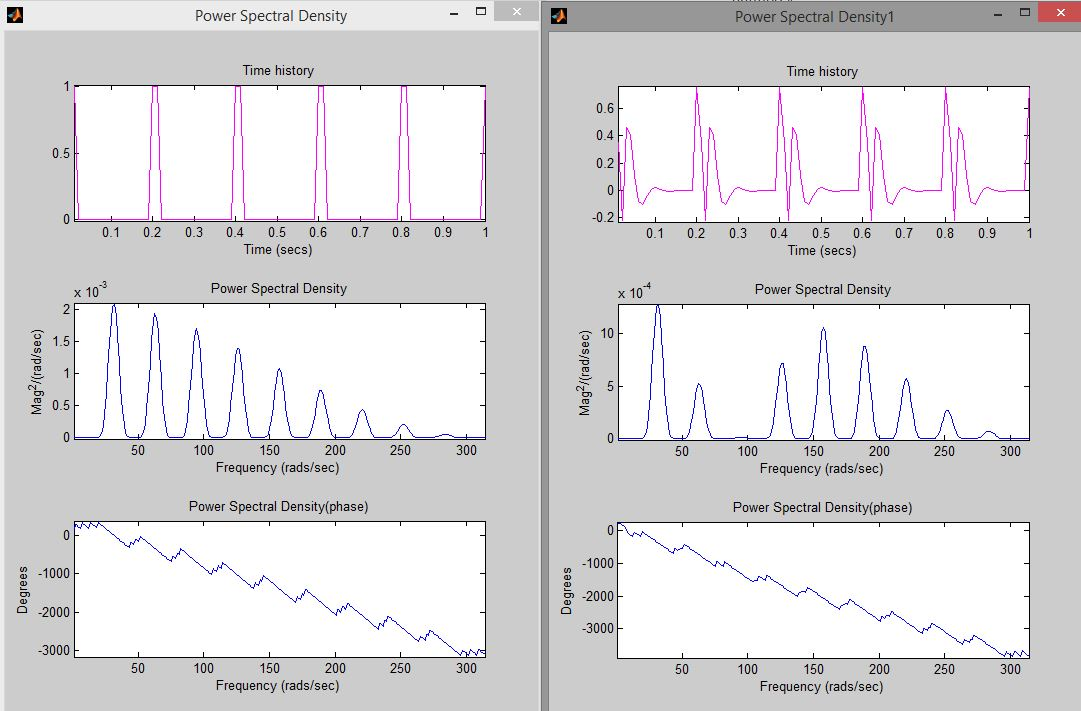 Power Spectral Density
Time history
1
0.5
0
0.1 0.2 0.3 0.4 0.5 0.6 0.7 0.8 0.9 1
Time (secs)
x 10^-3
Power Spectral Density
2
1.5
1
0.5
0
Mag^2/(rad/sec)
50 100 150 200 250 300
Frequency (rads/sec)
Power Spectral Density(phase)
0
-1000
-2000
-3000
Degrees
50 100 150 200 250 300
Frequency (rads/sec)
Power Spectral Density1
Time history
0.6
0.4
0.2
0
-0.2
0.1 0.2 0.3 0.4 0.5 0.6 0.7 0.8 0.9 1
Time (secs)
x 10^-4
Power Spectral Density
10
5
0
Mag^2/(rad/sec)
50 100 150 200 250 300
Frequency (rads/sec)
Power Spectral Density(phase)
0
-1000
-2000
-3000
Degrees
50 100 150 200 250 300
Frequency (rads/sec)